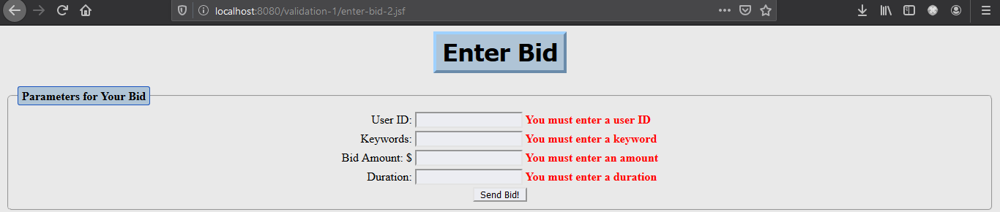 localhost:8080/validation-1/enter-bid-2.jsf
Enter Bid
Parameters for Your Bid
User ID: You must enter a user ID
Keywords: You must enter a keyword
Bid Amount: $ You must enter an amount
Duration: You must enter a duration
Send Bid!